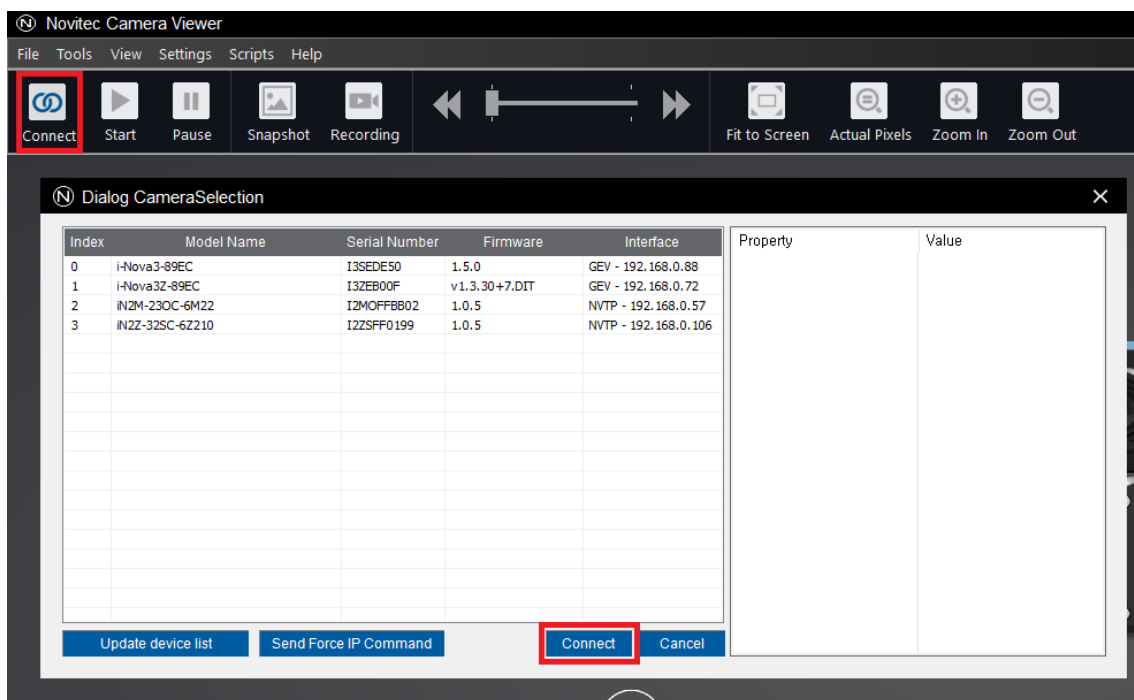 Novitec Camera Viewer
File Tools View Settings Scripts Help
Connect Start Pause Snapshot Recording Fit to Screen Actual Pixels Zoom In Zoom Out
Dialog CameraSelection
Index Model Name Serial Number Firmware Interface Property Value
0 i-Nova3-89EC I3SEDE50 1.5.0 GEV - 192.168.0.88
1 i-Nova3Z-89EC I3ZEB00F v1.3.30+7.DIT GEV - 192.168.0.72
2 iN2M-23OC-6M22 I2MOFFBB02 1.0.5 NVTP - 192.168.0.57
3 iN2Z-32SC-6Z210 I2ZSFF0199 1.0.5 NVTP - 192.168.0.106
Update device list Send Force IP Command Connect Cancel